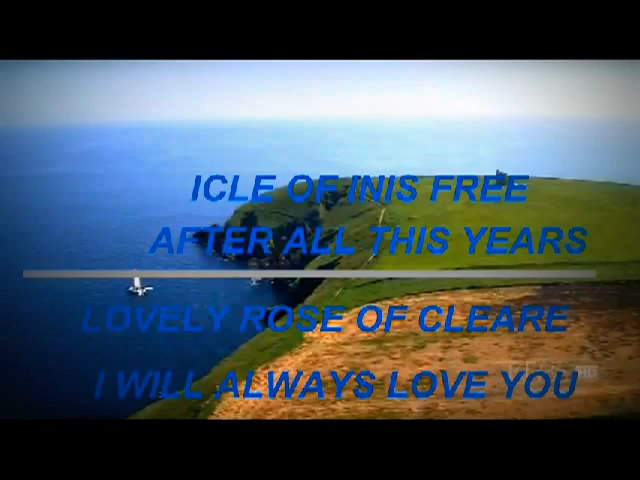 ICLE OF INIS FREE
AFTER ALL THIS YEARS
LOVELY ROSE OF CLEARE
I WILL ALWAYS LOVE YOU